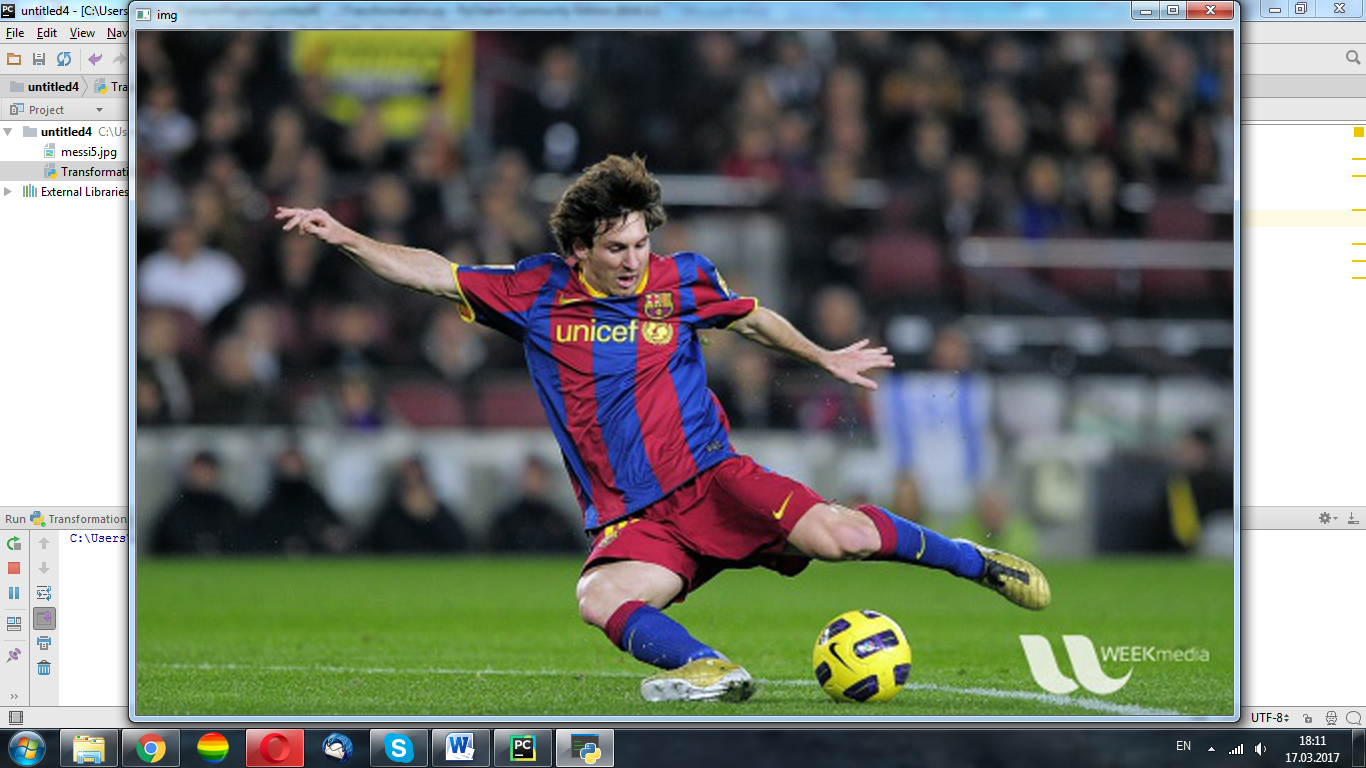 untitled4 - [C:\Users
img
File Edit View Nav
untitled4 Tra
Project
untitled4 C:\Us
messi5.jpg
Transformati
External Libraries
unicef
WEEKmedia
Run Transformation
C:\Users
UTF-8
EN
18:11
17.03.2017